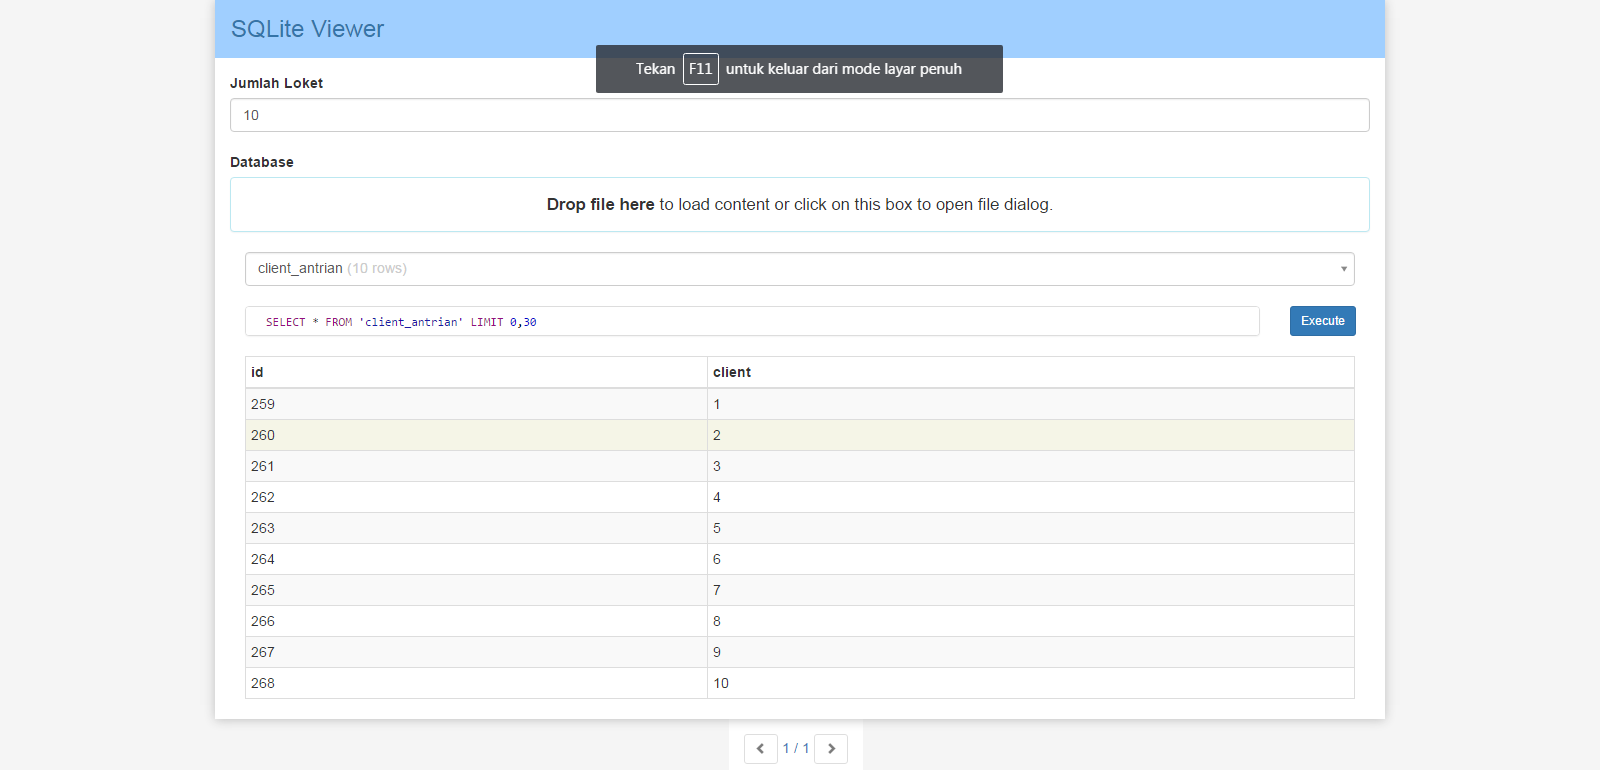 SQLite Viewer
Tekan F11 untuk keluar dari mode layar penuh
Jumlah Loket
10
Database
Drop file here to load content or click on this box to open file dialog.
client_antrian (10 rows)
SELECT * FROM 'client_antrian' LIMIT 0,30
Execute
id client
259 1
260 2
261 3
262 4
263 5
264 6
265 7
266 8
267 9
268 10
1 / 1